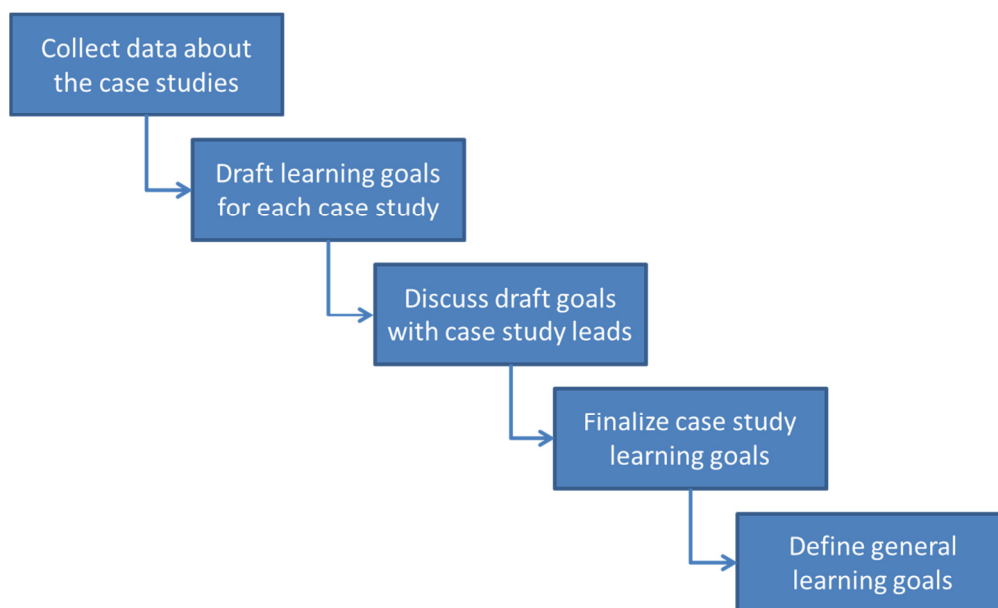 Collect data about
the case studies
Draft learning goals
for each case study
Discuss draft goals
with case study leads
Finalize case study
learning goals
Define general
learning goals